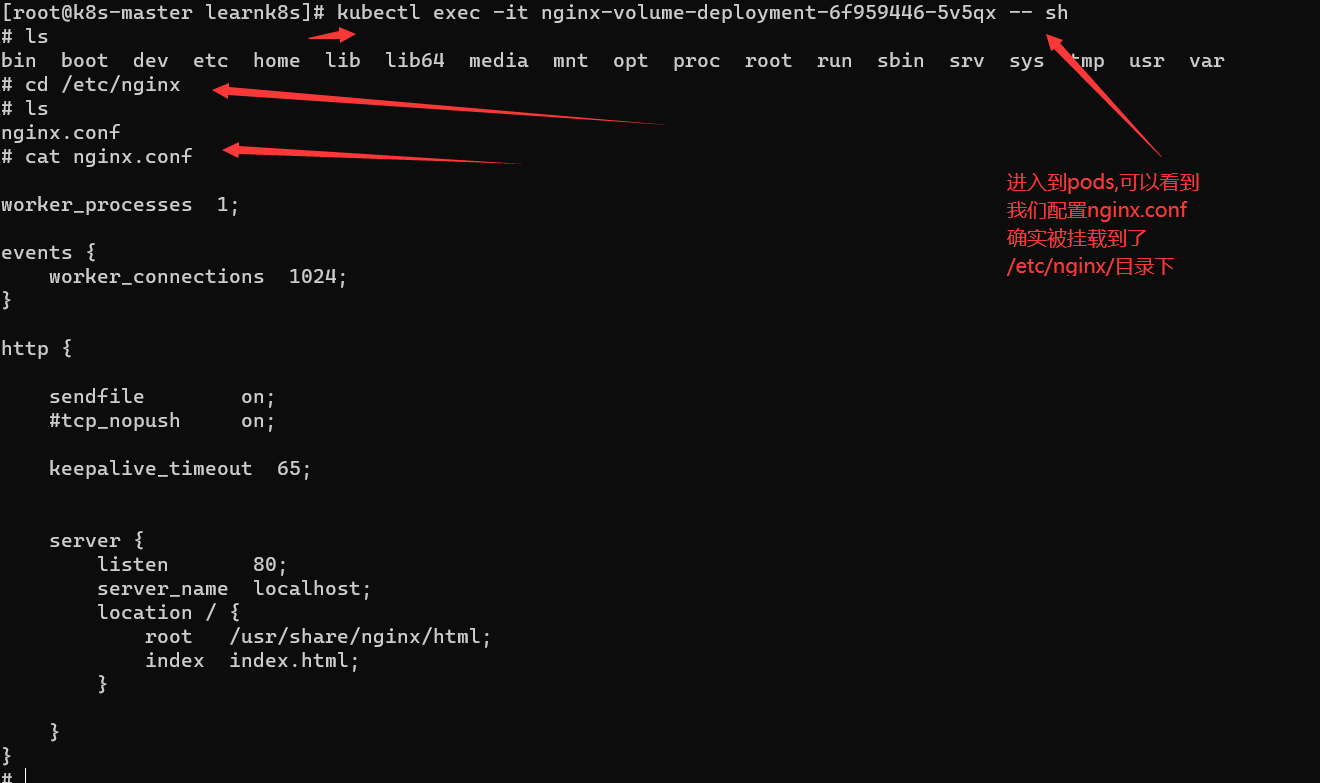 [root@k8s-master learnk8s]# kubectl exec -it nginx-volume-deployment-6f959446-5v5qx -- sh
# ls
bin  boot  dev  etc  home  lib  lib64  media  mnt  opt  proc  root  run  sbin  srv  sys  tmp  usr  var
# cd /etc/nginx
# ls
nginx.conf
# cat nginx.conf
worker_processes  1;
events {
    worker_connections  1024;
}
http {
    sendfile        on;
    #tcp_nopush     on;
    keepalive_timeout  65;
    server {
        listen       80;
        server_name  localhost;
        location / {
            root   /usr/share/nginx/html;
            index  index.html;
        }
    }
}
#
进入到pods,可以看到
我们配置nginx.conf
确实被挂载到了
/etc/nginx/目录下